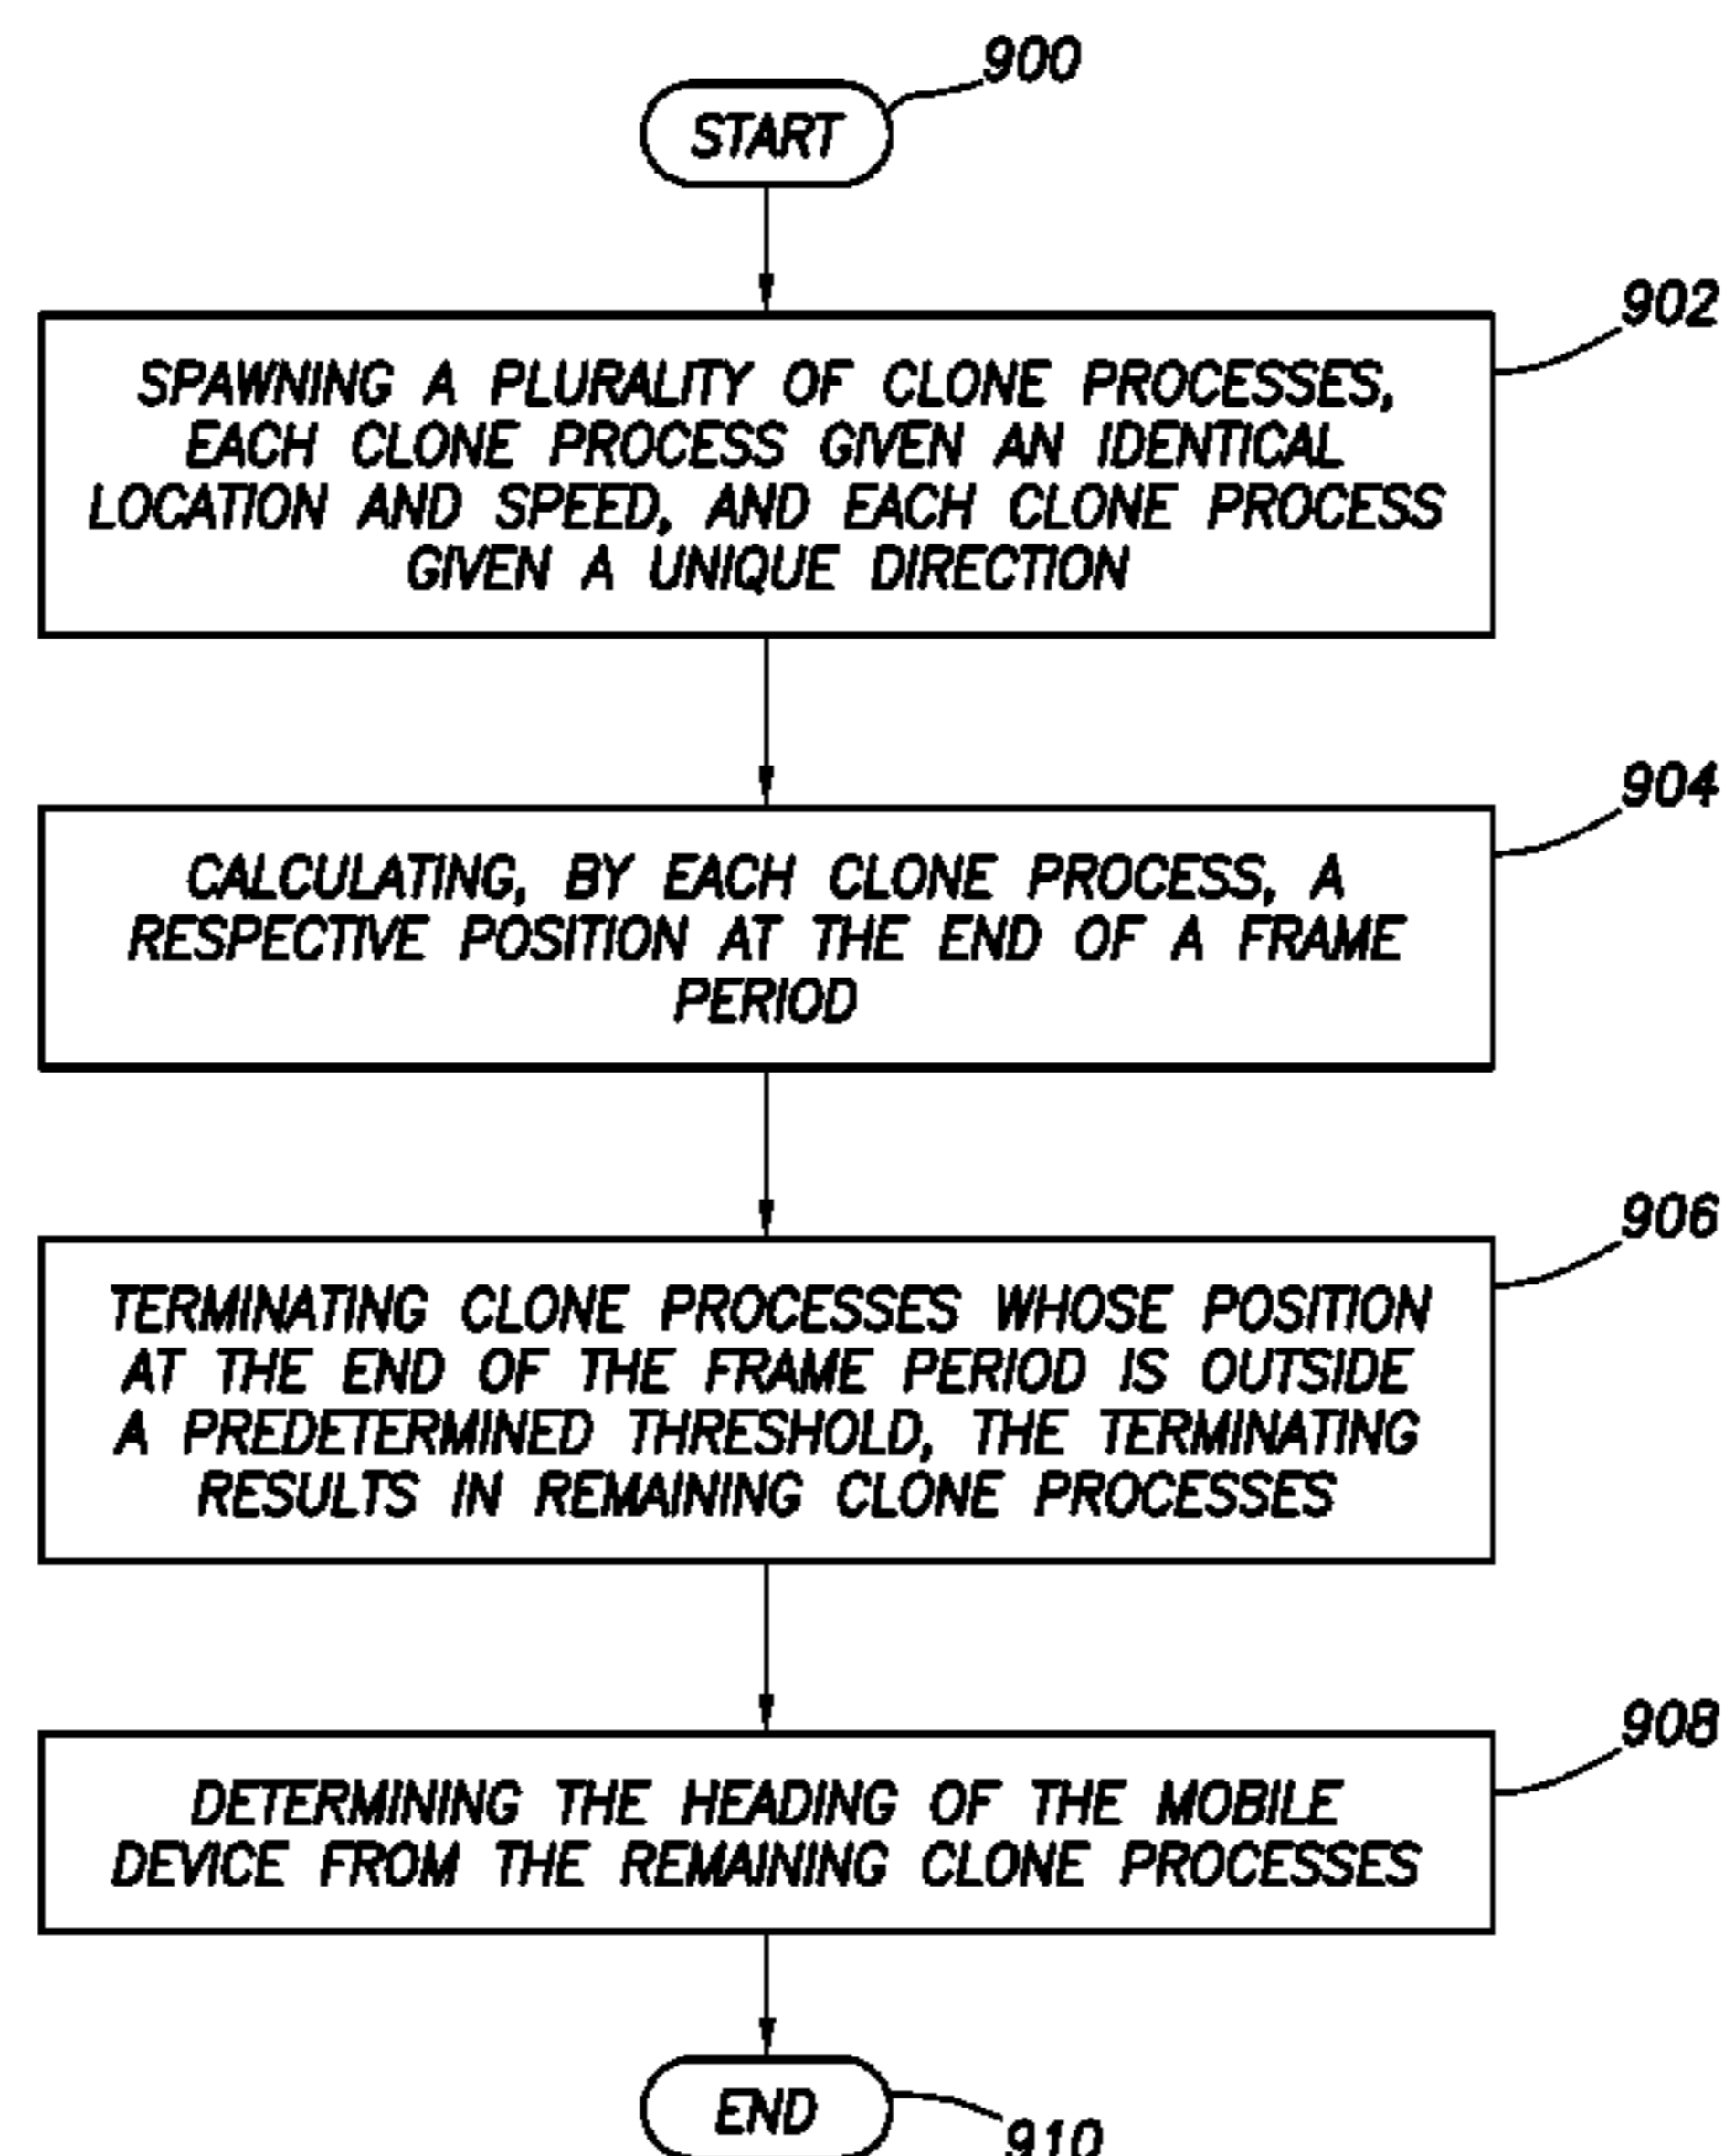 900
START
902
SPAWNING A PLURALITY OF CLONE PROCESSES,
EACH CLONE PROCESS GIVEN AN IDENTICAL
LOCATION AND SPEED, AND EACH CLONE PROCESS
GIVEN A UNIQUE DIRECTION
904
CALCULATING, BY EACH CLONE PROCESS, A
RESPECTIVE POSITION AT THE END OF A FRAME
PERIOD
906
TERMINATING CLONE PROCESSES WHOSE POSITION
AT THE END OF THE FRAME PERIOD IS OUTSIDE
A PREDETERMINED THRESHOLD, THE TERMINATING
RESULTS IN REMAINING CLONE PROCESSES
908
DETERMINING THE HEADING OF THE MOBILE
DEVICE FROM THE REMAINING CLONE PROCESSES
END
910